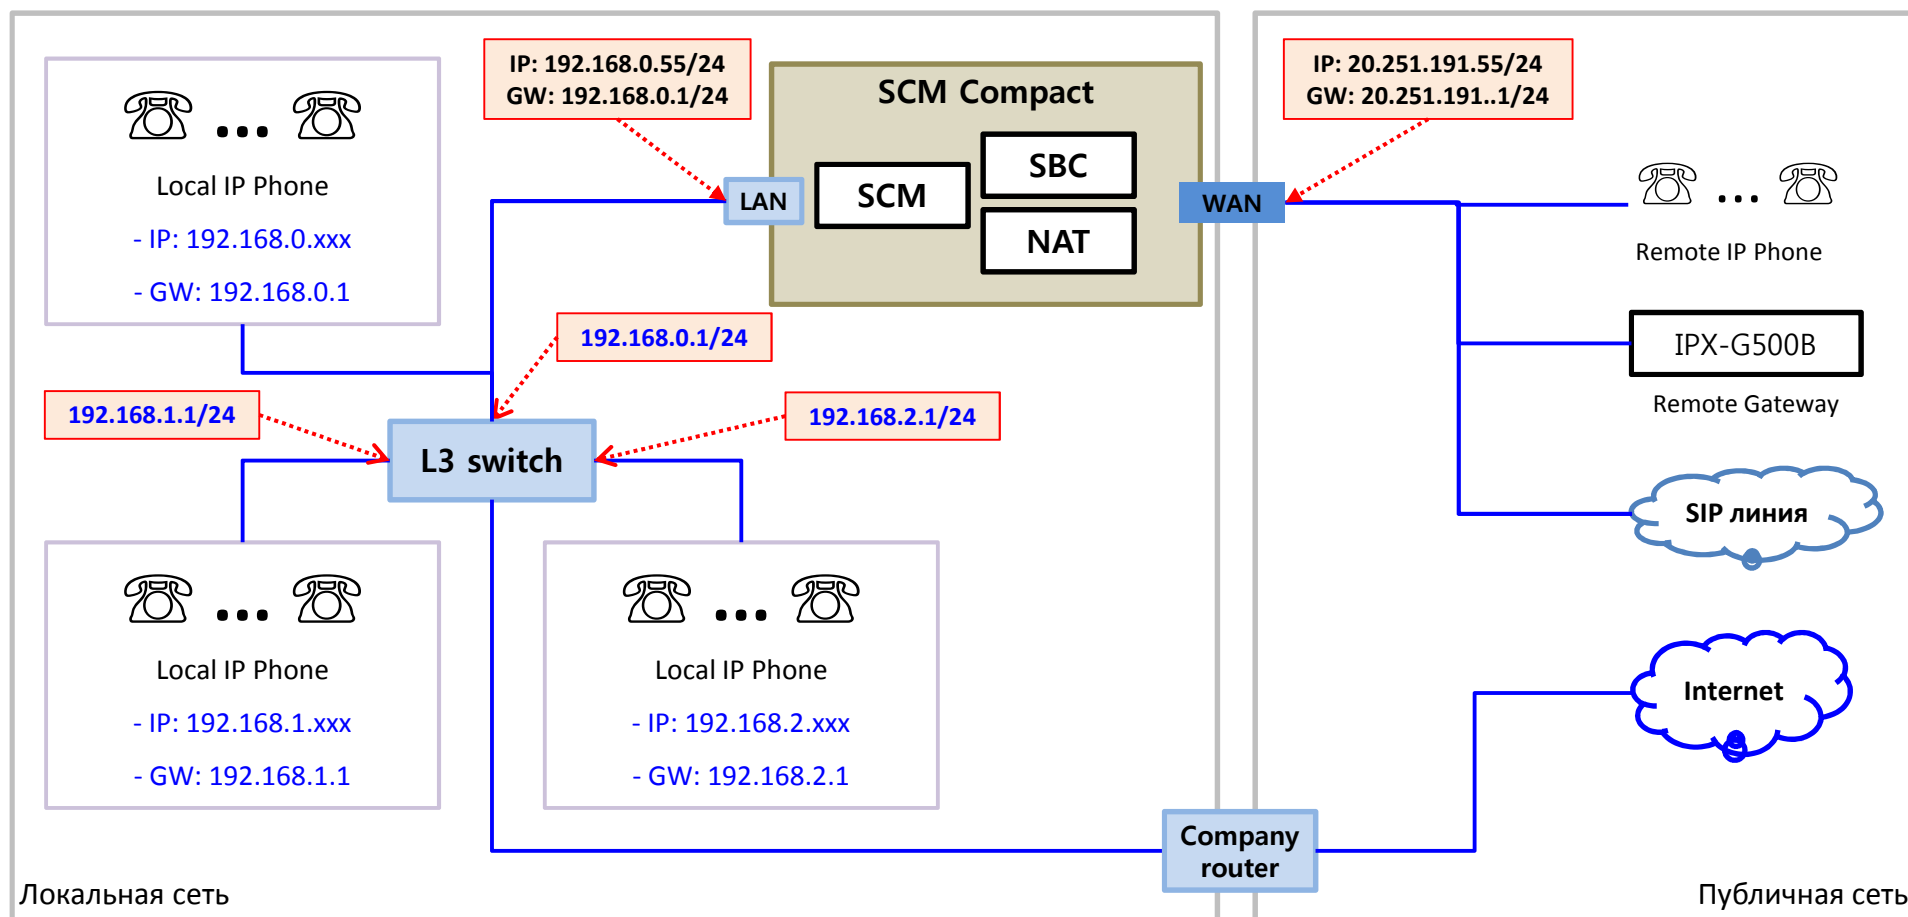 IP: 192.168.0.55/24
GW: 192.168.0.1/24
SCM Compact
SCM
SBC
NAT
LAN
WAN
IP: 20.251.191.55/24
GW: 20.251.191..1/24
Local IP Phone
- IP: 192.168.0.xxx
- GW: 192.168.0.1
Remote IP Phone
IPX-G500B
Remote Gateway
192.168.0.1/24
192.168.1.1/24
192.168.2.1/24
L3 switch
SIP линия
Local IP Phone
- IP: 192.168.1.xxx
- GW: 192.168.1.1
Local IP Phone
- IP: 192.168.2.xxx
- GW: 192.168.2.1
Internet
Company
router
Локальная сеть
Публичная сеть